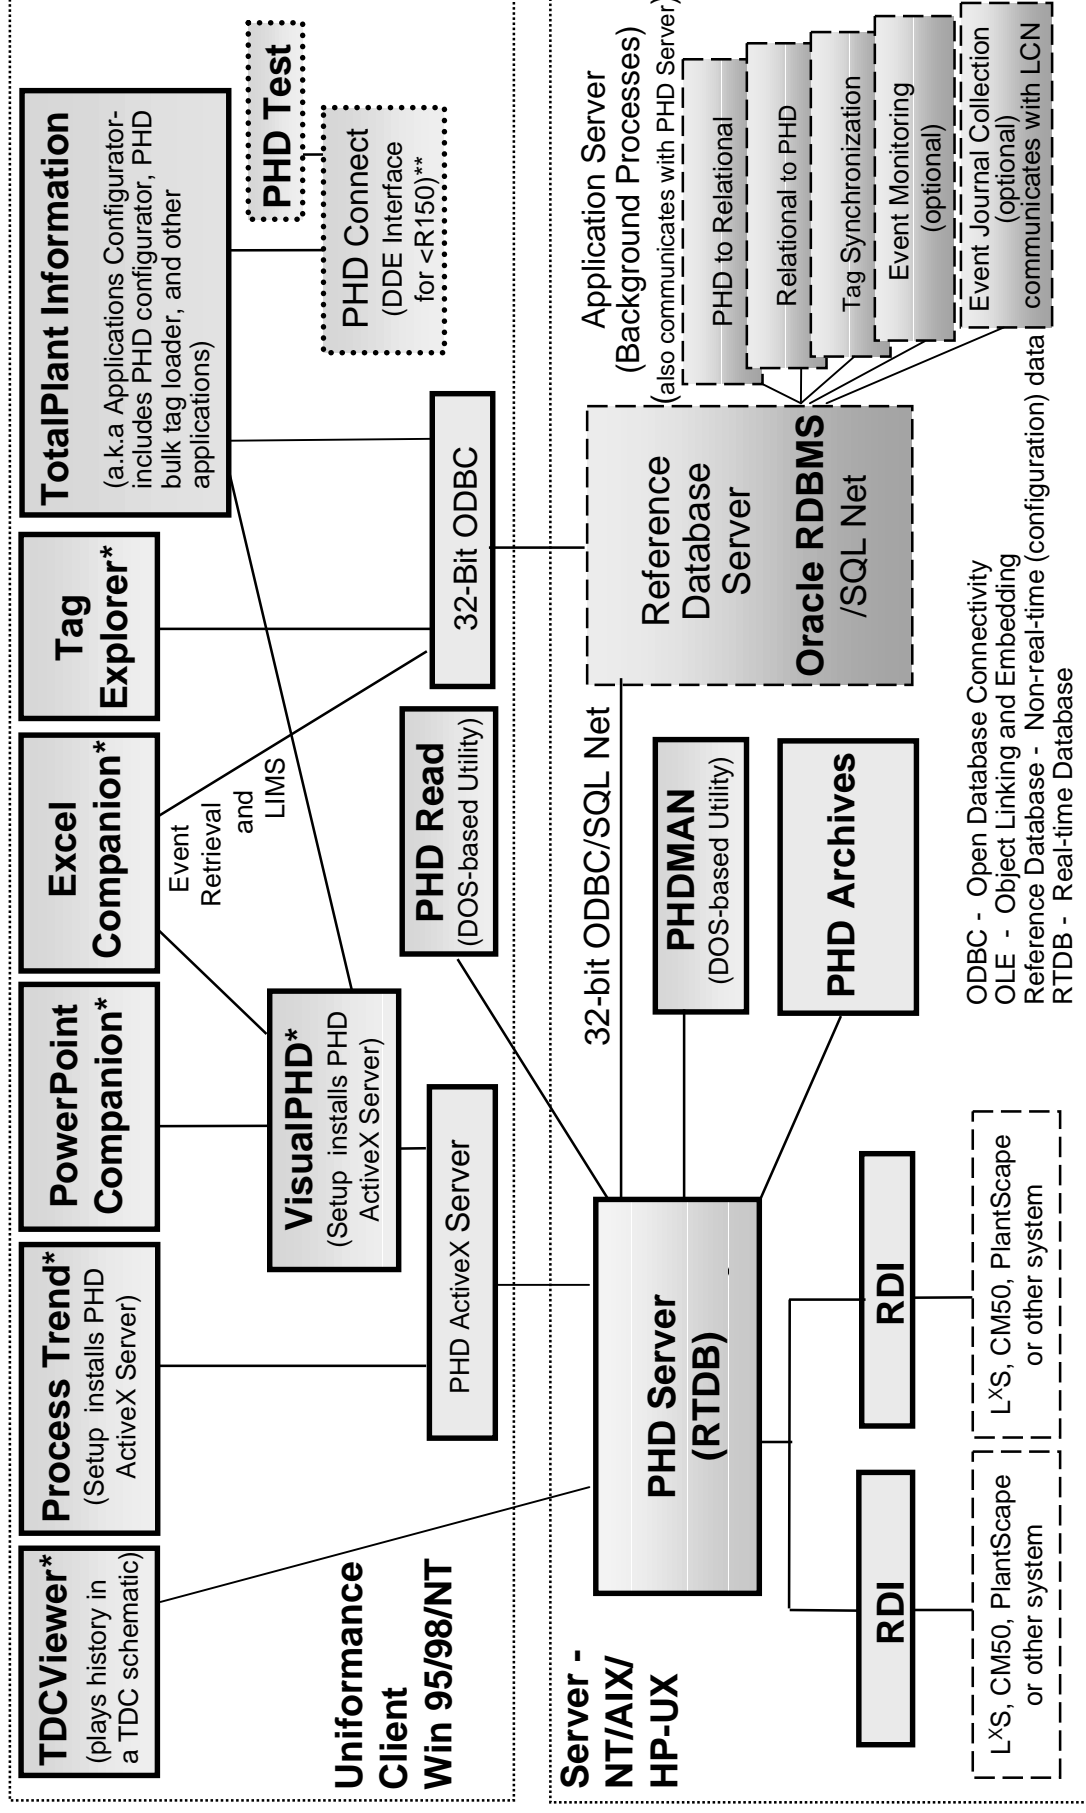 TDCViewer*
(plays history in
a TDC schematic)
Process Trend*
(Setup installs PHD
ActiveX Server)
PowerPoint
Companion*
Excel
Companion*
Tag
Explorer*
TotalPlant Information
(a.k.a Applications Configurator-
includes PHD configurator, PHD
bulk tag loader, and other
applications)
PHD Test
PHD Connect
(DDE Interface
for <R150)**
Event
Retrieval
and
LIMS
VisualPHD*
(Setup installs PHD
ActiveX Server)
PHD ActiveX Server
PHD Read
(DOS-based Utility)
32-Bit ODBC
Uniformance
Client
Win 95/98/NT
Server -
NT/AIX/
HP-UX
PHD Server
(RTDB)
32-bit ODBC/SQL Net
PHDMAN
(DOS-based Utility)
PHD Archives
Reference
Database
Server
Oracle RDBMS
/SQL Net
Application Server
(Background Processes)
(also communicates with PHD Server)
PHD to Relational
Relational to PHD
Tag Synchronization
Event Monitoring
(optional)
Event Journal Collection
(optional)
communicates with LCN
RDI
RDI
LXS, CM50, PlantScape
or other system
LXS, CM50, PlantScape
or other system
ODBC - Open Database Connectivity
OLE - Object Linking and Embedding
Reference Database - Non-real-time (configuration) data
RTDB - Real-time Database